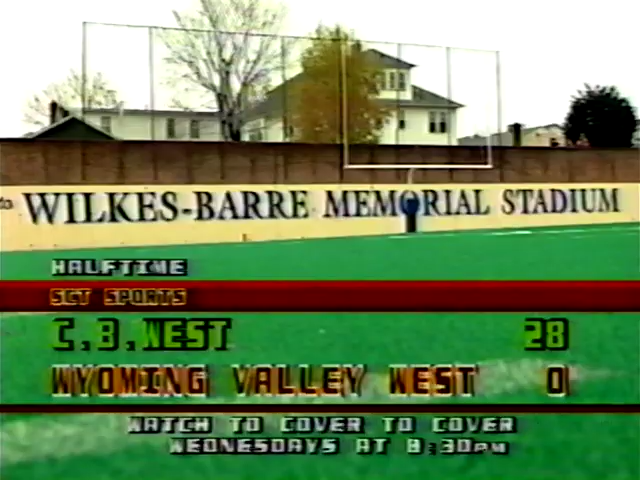 to WILKES-BARRE MEMORIAL STADIUM
HALFTIME
SCT SPORTS
C.B.WEST 28
WYOMING VALLEY WEST 0
WATCH TO COVER TO COVER
WEDNESDAYS AT 8:30PM